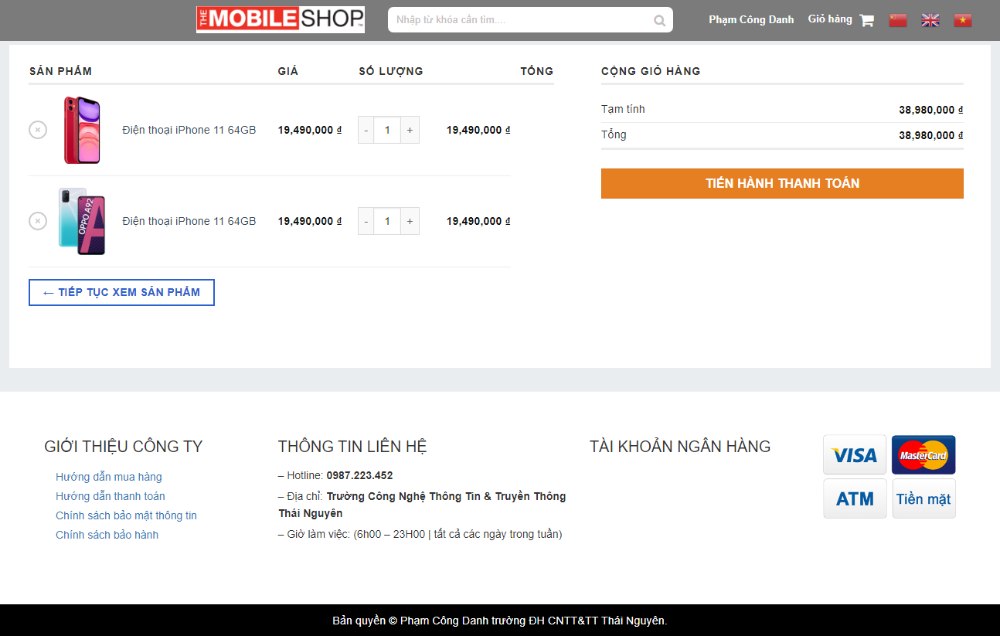 THE MOBILESHOP™
Nhập từ khóa cần tìm....
Phạm Công Danh
Giỏ hàng
SẢN PHẨM GIÁ SỐ LƯỢNG TỔNG
× Điện thoại iPhone 11 64GB 19,490,000 ₫ - 1 + 19,490,000 ₫
OPPO A92
× Điện thoại iPhone 11 64GB 19,490,000 ₫ - 1 + 19,490,000 ₫
← TIẾP TỤC XEM SẢN PHẨM
CỘNG GIỎ HÀNG
Tạm tính 38,980,000 ₫
Tổng 38,980,000 ₫
TIẾN HÀNH THANH TOÁN
GIỚI THIỆU CÔNG TY
Hướng dẫn mua hàng
Hướng dẫn thanh toán
Chính sách bảo mật thông tin
Chính sách bảo hành
THÔNG TIN LIÊN HỆ
– Hotline: 0987.223.452
– Địa chỉ: Trường Công Nghệ Thông Tin & Truyền Thông
Thái Nguyên
– Giờ làm việc: (6h00 – 23H00 | tất cả các ngày trong tuần)
TÀI KHOẢN NGÂN HÀNG
VISA MasterCard
ATM Tiền mặt
Bản quyền © Phạm Công Danh trường ĐH CNTT&TT Thái Nguyên.